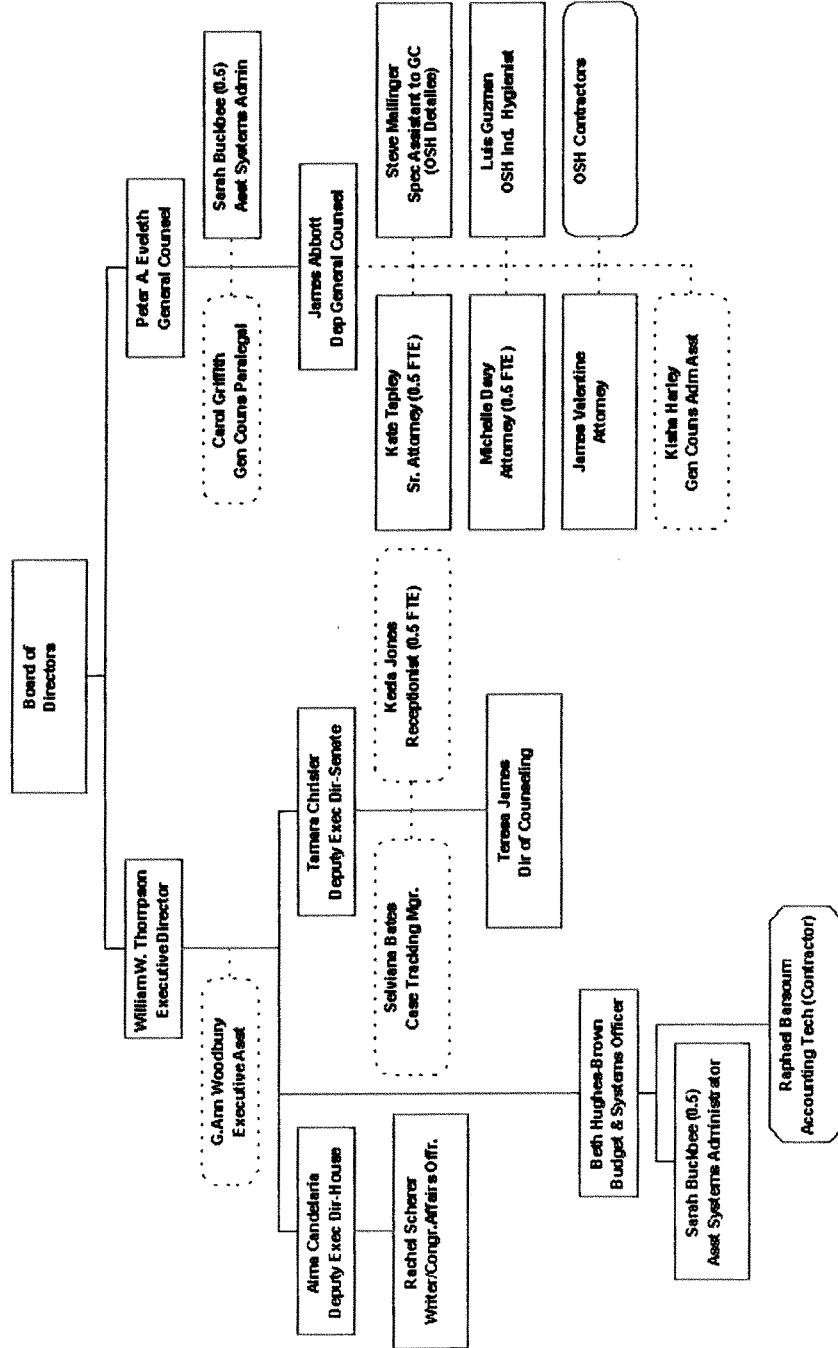 Board of
Directors
William W. Thompson
Executive Director
Peter A. Eveleth
General Counsel
G.Ann Woodbury
Executive Asst
Carol Griffith
Gen Couns Paralegal
Sarah Buckbee (0.5)
Asst Systems Admin
Alma Candelaria
Deputy Exec Dir-House
Tamara Chrisler
Deputy Exec Dir-Senate
James Abbott
Dep General Counsel
Rachel Scherer
Writer/Congr.Affairs Offr.
Selviana Bates
Case Tracking Mgr.
Keela Jones
Receptionist (0.5 FTE)
Kate Tapley
Sr. Attorney (0.5 FTE)
Steve Mallinger
Spec Assistant to GC
(OSH Detailee)
Teresa James
Dir of Counseling
Michelle Davy
Attorney (0.5 FTE)
Luis Guzman
OSH Ind. Hygienist
James Valentine
Attorney
OSH Contractors
Beth Hughes-Brown
Budget & Systems Officer
Kisha Harley
Gen Couns Adm Asst
Sarah Buckbee (0.5)
Asst Systems Administrator
Raphael Barsoum
Accounting Tech (Contractor)